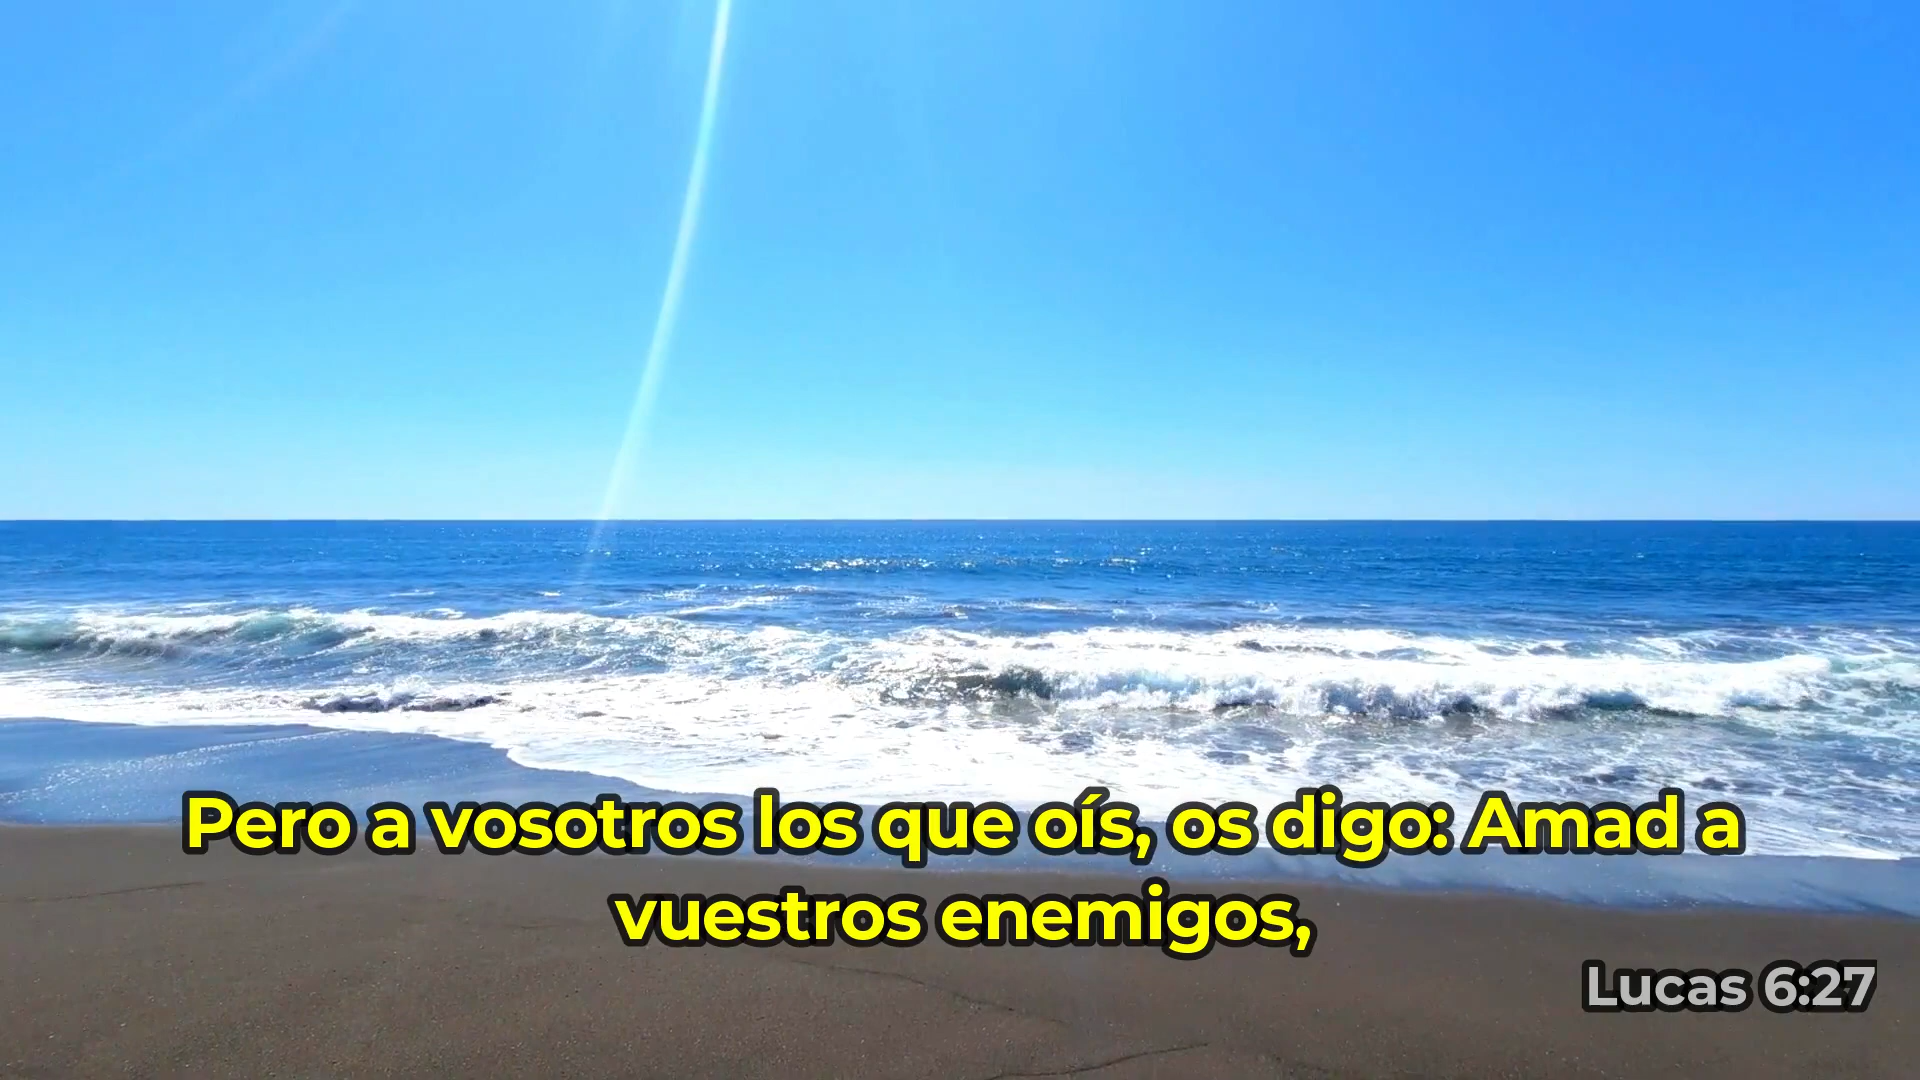 Pero a vosotros los que oís, os digo: Amad a
vuestros enemigos,
Lucas 6:27